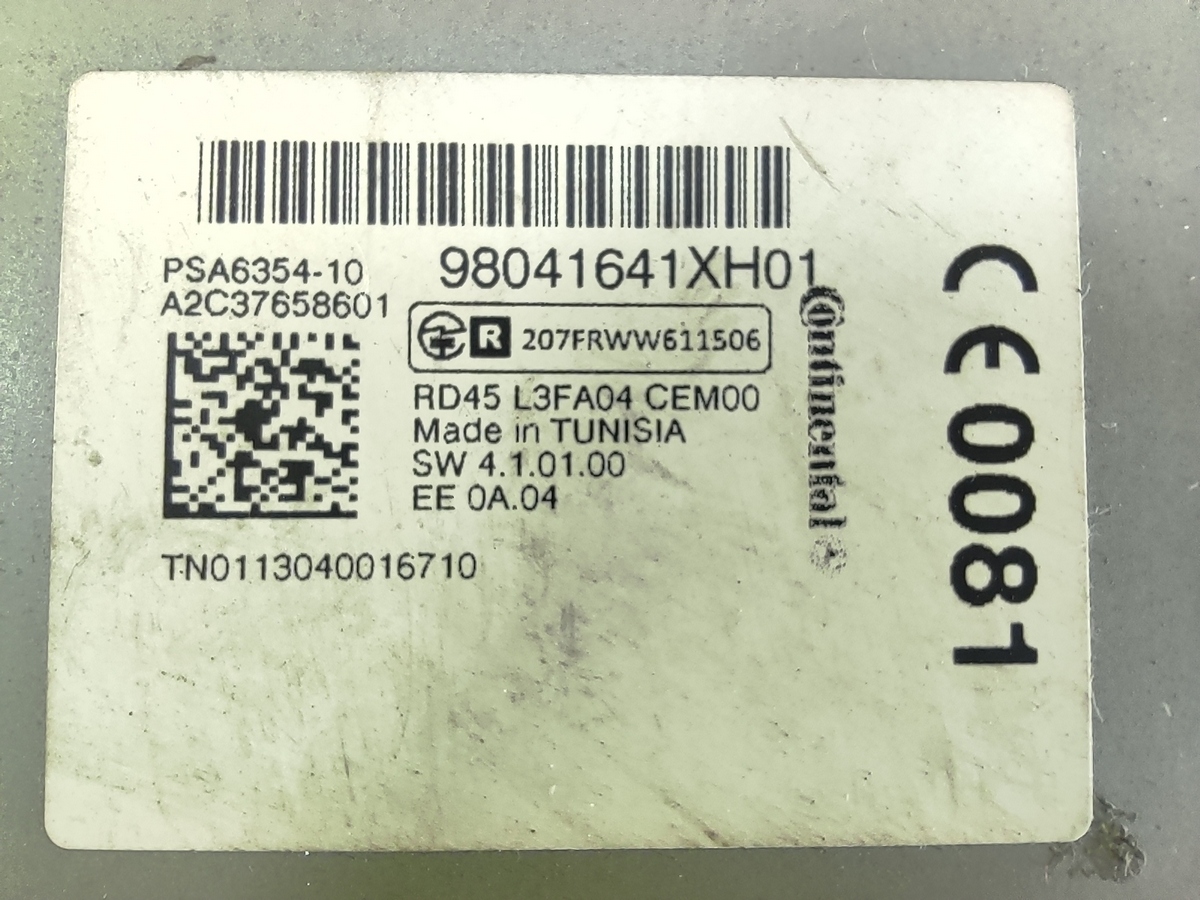 PSA6354-10
98041641XH01
A2C37658601
R 207FRWW611506
RD45 L3FA04 CEM00
Made in TUNISIA
SW 4.1.01.00
EE 0A.04
TN0113040016710
Continental
CE 0081